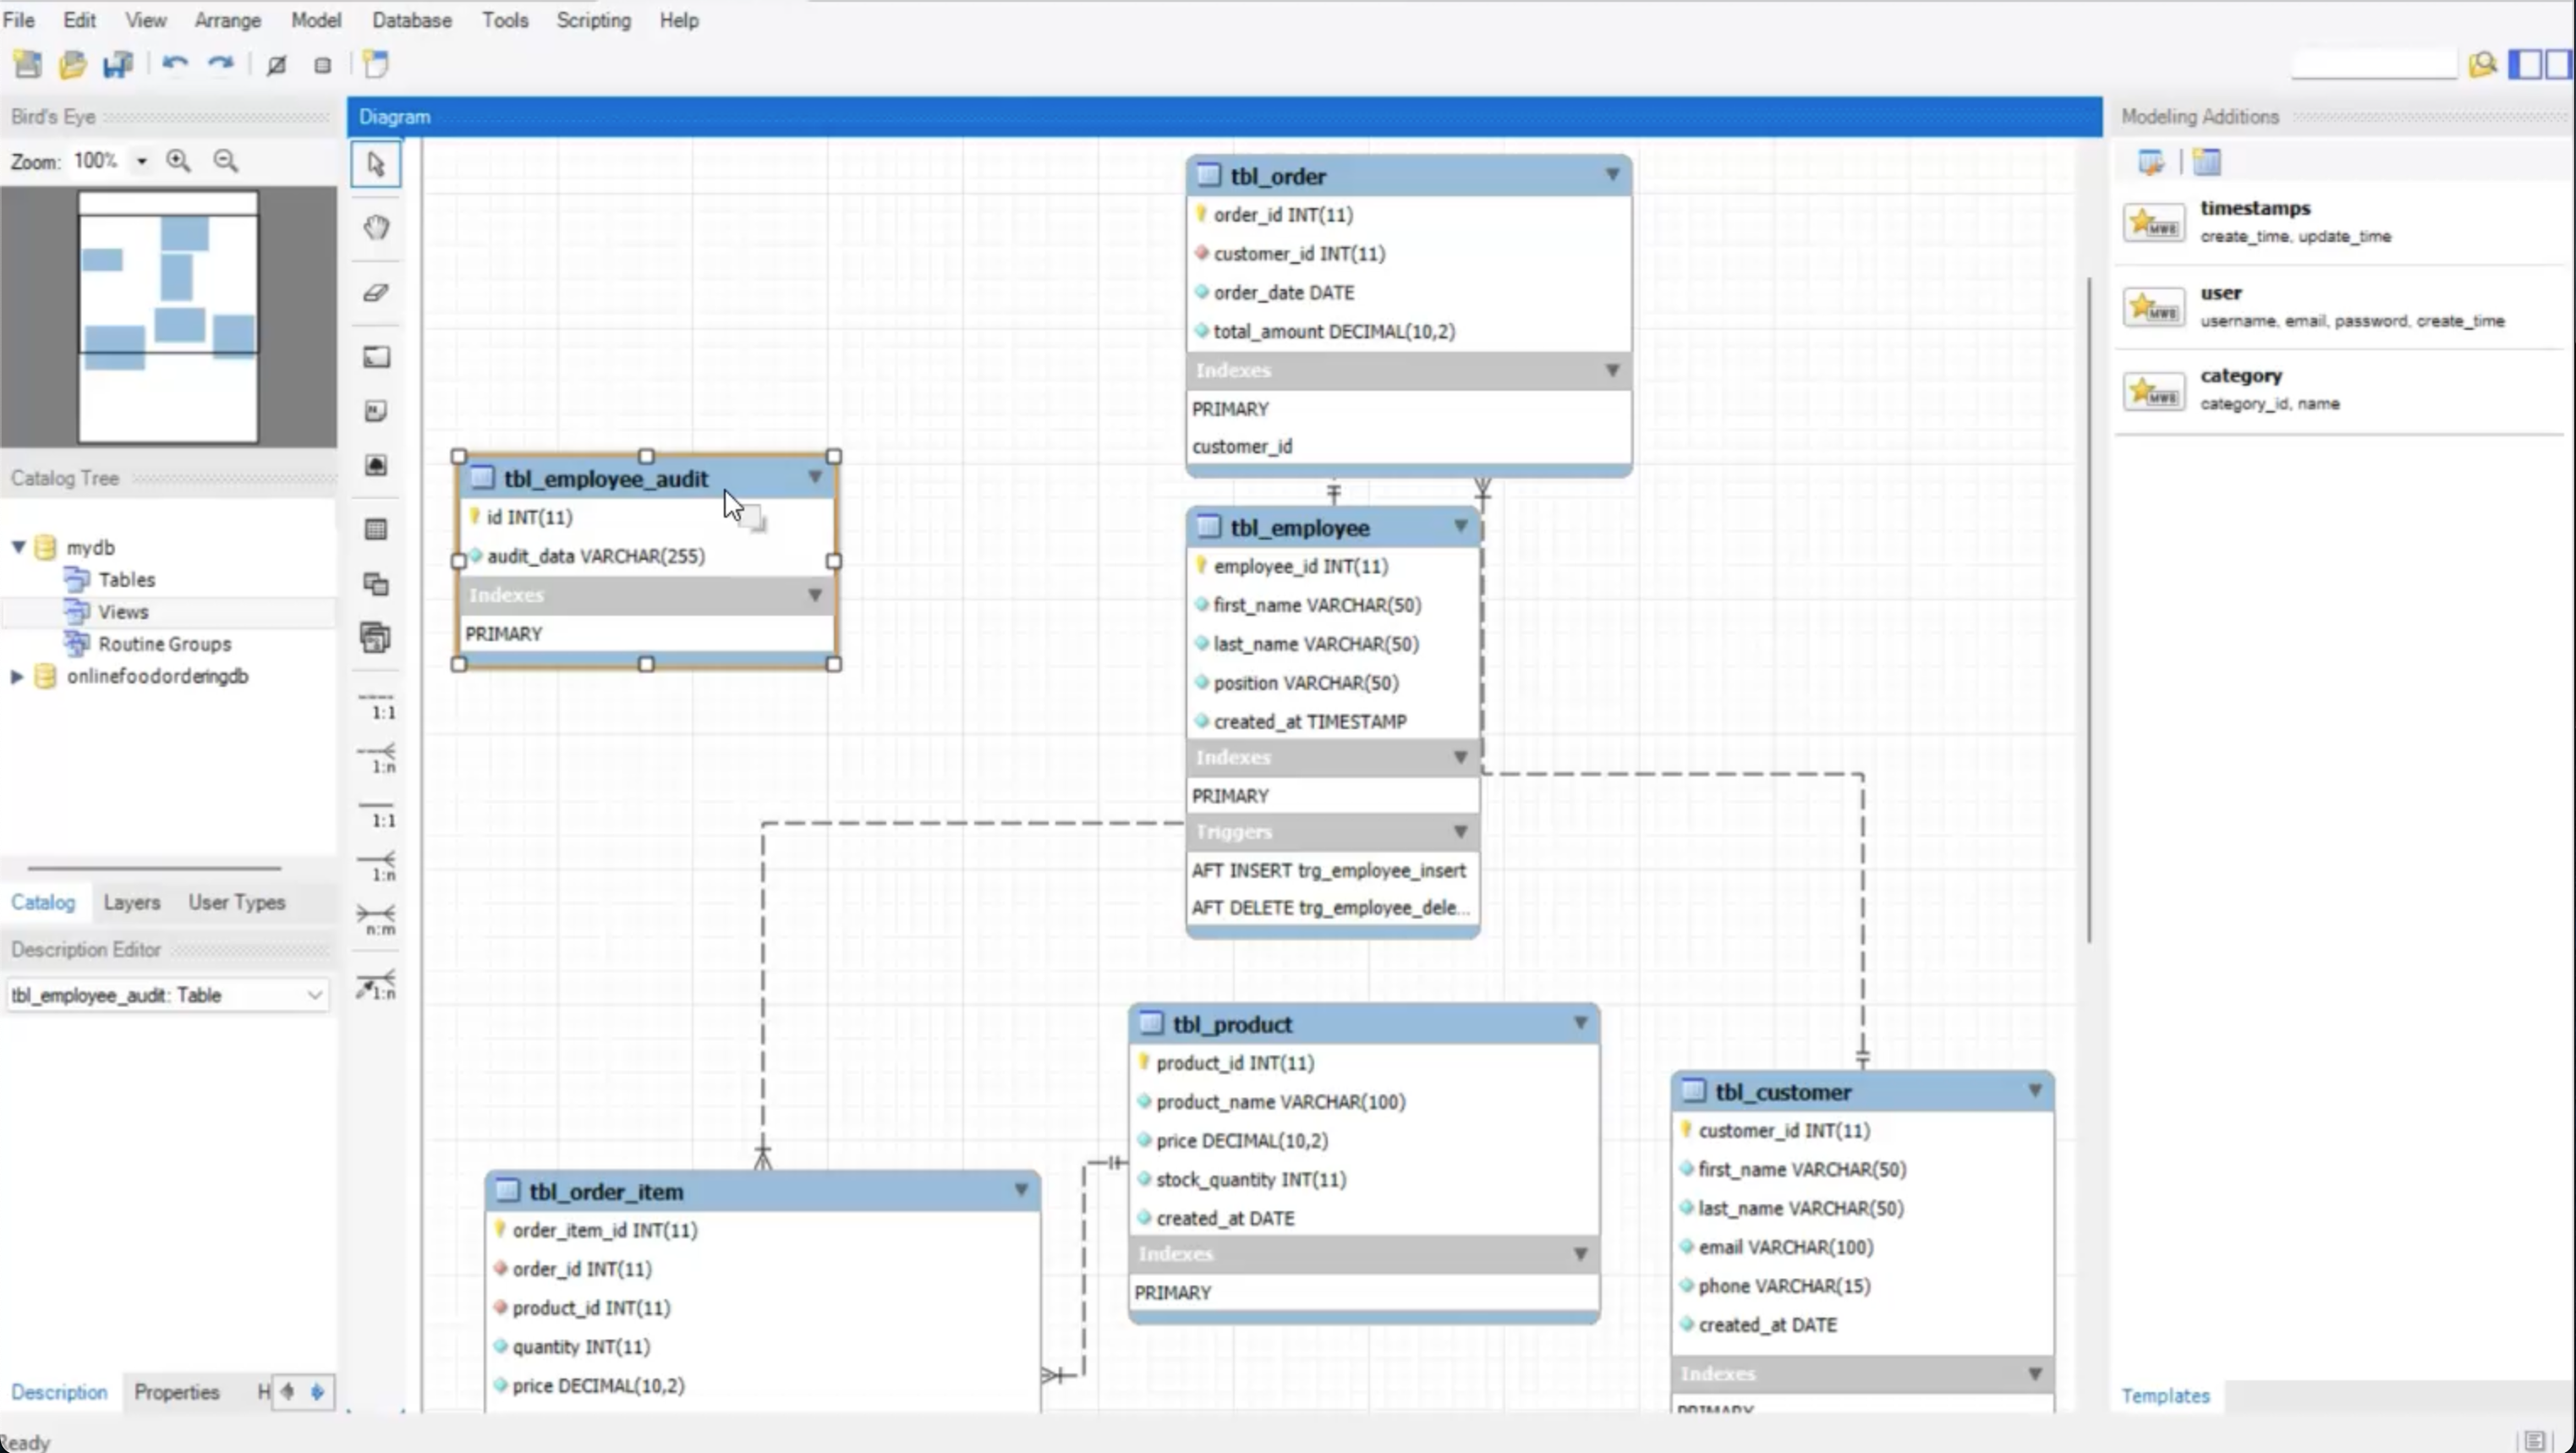 File Edit View Arrange Model Database Tools Scripting Help
Bird's Eye
Zoom: 100%
Catalog Tree
mydb
Tables
Views
Routine Groups
onlinefoodorderingdb
Catalog Layers User Types
Description Editor
tbl_employee_audit: Table
Description Properties H
Ready
Diagram
1:1
1:n
1:1
1:n
n:m
1:n
tbl_order
order_id INT(11)
customer_id INT(11)
order_date DATE
total_amount DECIMAL(10,2)
Indexes
PRIMARY
customer_id
tbl_employee_audit
id INT(11)
audit_data VARCHAR(255)
Indexes
PRIMARY
tbl_employee
employee_id INT(11)
first_name VARCHAR(50)
last_name VARCHAR(50)
position VARCHAR(50)
created_at TIMESTAMP
Indexes
PRIMARY
Triggers
AFT INSERT trg_employee_insert
AFT DELETE trg_employee_dele...
tbl_product
product_id INT(11)
product_name VARCHAR(100)
price DECIMAL(10,2)
stock_quantity INT(11)
created_at DATE
Indexes
PRIMARY
tbl_customer
customer_id INT(11)
first_name VARCHAR(50)
last_name VARCHAR(50)
email VARCHAR(100)
phone VARCHAR(15)
created_at DATE
Indexes
PRIMARY
tbl_order_item
order_item_id INT(11)
order_id INT(11)
product_id INT(11)
quantity INT(11)
price DECIMAL(10,2)
Modeling Additions
MWB
timestamps
create_time, update_time
MWB
user
username, email, password, create_time
MWB
category
category_id, name
Templates